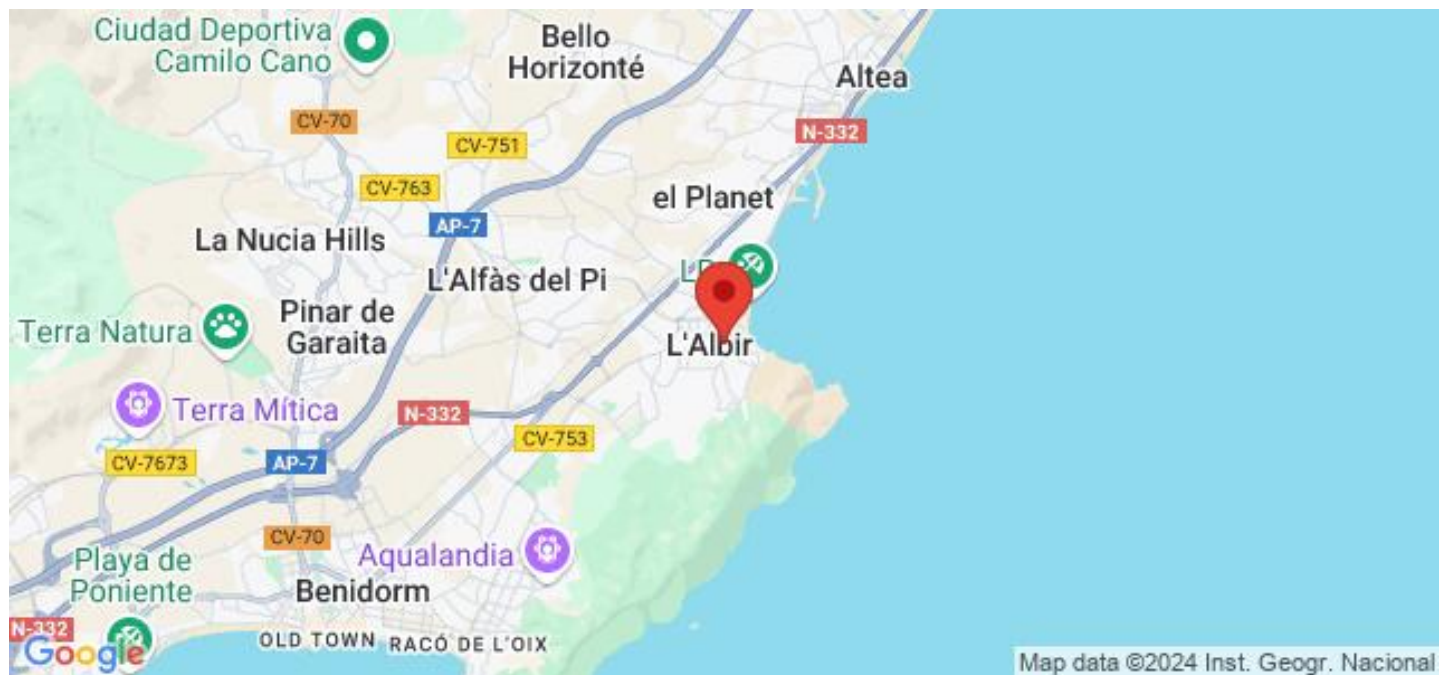 Ciudad Deportiva
Camilo Cano
Bello
Horizonté
Altea
CV-70
N-332
CV-751
CV-763
el Planet
AP-7
La Nucia Hills
L'Alfàs del Pi
Pinar de
Garaita
Terra Natura
L'Albir
Terra Mítica
N-332
CV-753
CV-7673
AP-7
CV-70
Aqualandia
Playa de
Poniente
Benidorm
N-332
OLD TOWN
RACÓ DE L'OIX
Google
Map data ©2024 Inst. Geogr. Nacional